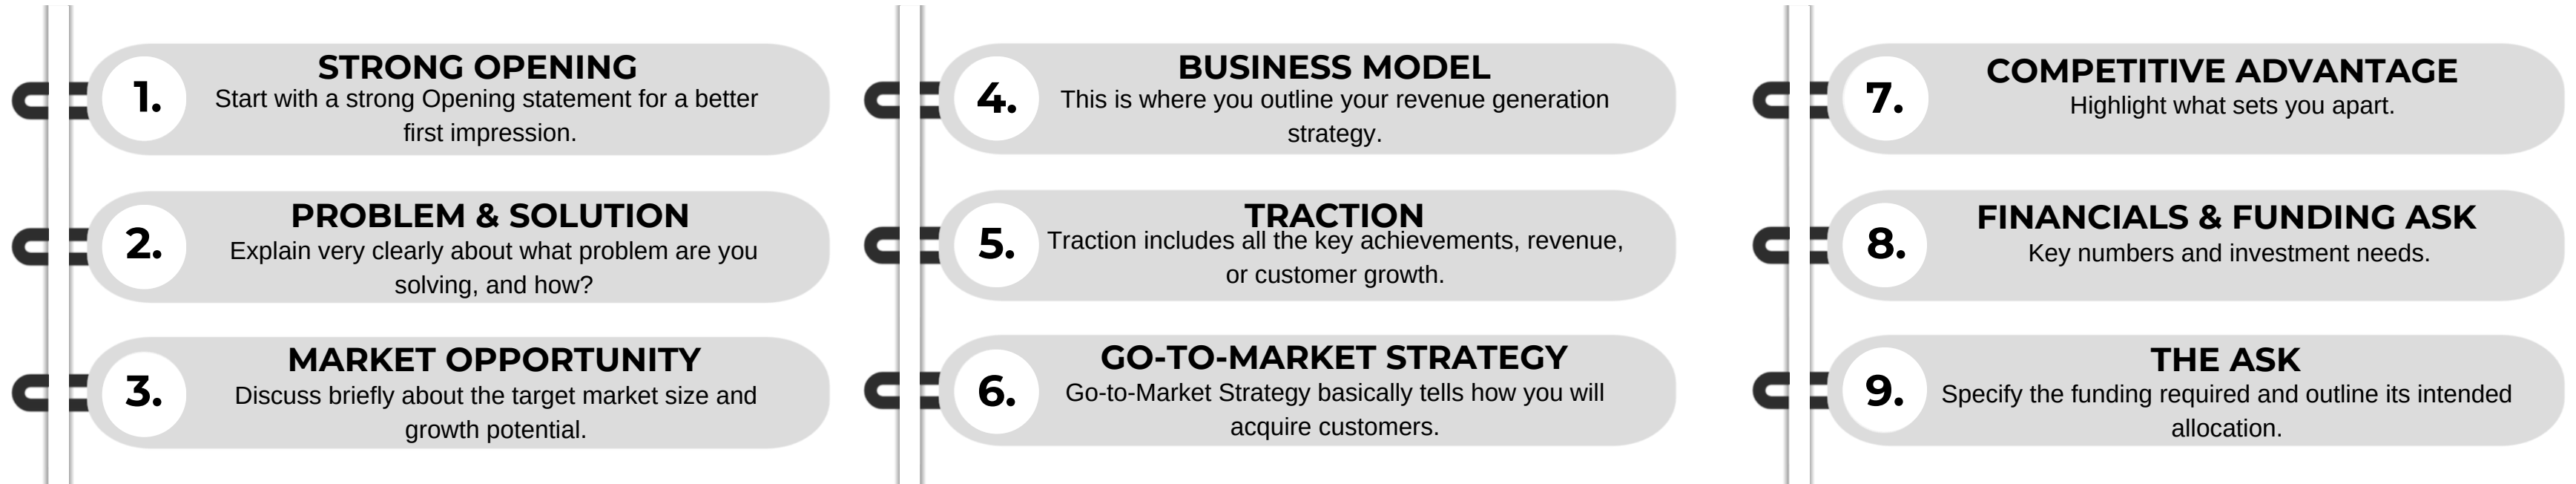 1.
STRONG OPENING
Start with a strong Opening statement for a better
first impression.
2.
PROBLEM & SOLUTION
Explain very clearly about what problem are you
solving, and how?
3.
MARKET OPPORTUNITY
Discuss briefly about the target market size and
growth potential.
4.
BUSINESS MODEL
This is where you outline your revenue generation
strategy.
5.
TRACTION
Traction includes all the key achievements, revenue,
or customer growth.
6.
GO-TO-MARKET STRATEGY
Go-to-Market Strategy basically tells how you will
acquire customers.
7.
COMPETITIVE ADVANTAGE
Highlight what sets you apart.
8.
FINANCIALS & FUNDING ASK
Key numbers and investment needs.
9.
THE ASK
Specify the funding required and outline its intended
allocation.